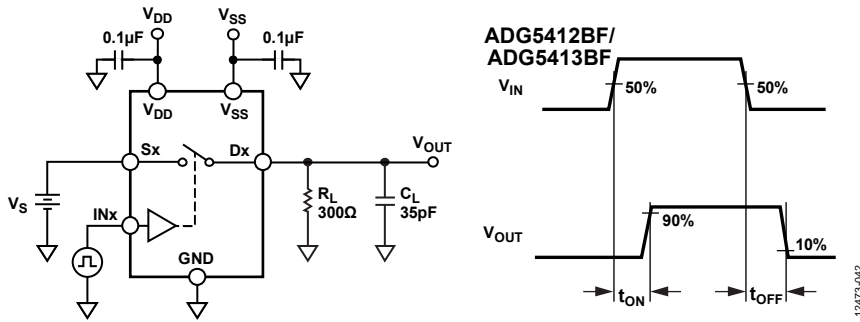 VDD
VSS
0.1µF
0.1µF
VDD
VSS
Sx
Dx
VOUT
VS
INx
RL
300Ω
CL
35pF
GND
ADG5412BF/
ADG5413BF
VIN
50%
50%
VOUT
90%
10%
tON
tOFF
12473-042